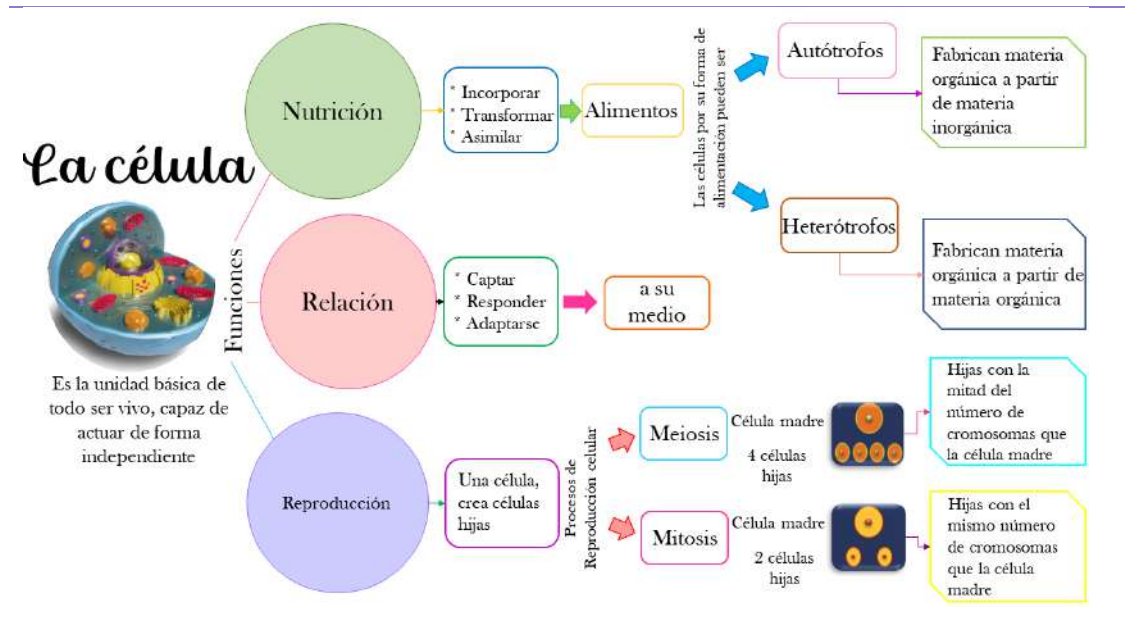 La célula
Es la unidad básica de
todo ser vivo, capaz de
actuar de forma
independiente
Funciones
Nutrición
* Incorporar
* Transformar
* Asimilar
Alimentos
Las células por su forma de
alimentación pueden ser
Autótrofos
Fabrican materia
orgánica a partir
de materia
inorgánica
Heterótrofos
Fabrican materia
orgánica a partir de
materia orgánica
Relación
* Captar
* Responder
* Adaptarse
a su
medio
Reproducción
Una célula,
crea células
hijas
Procesos de
Reproducción celular
Meiosis
Célula madre
4 células
hijas
Hijas con la
mitad del
número de
cromosomas que
la célula madre
Mitosis
Célula madre
2 células
hijas
Hijas con el
mismo número
de cromosomas
que la célula
madre